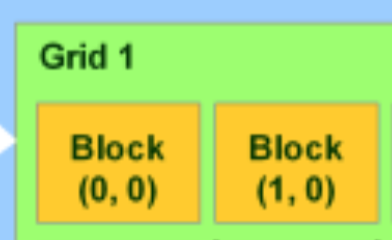 Grid 1
Block
(0, 0)
Block
(1, 0)